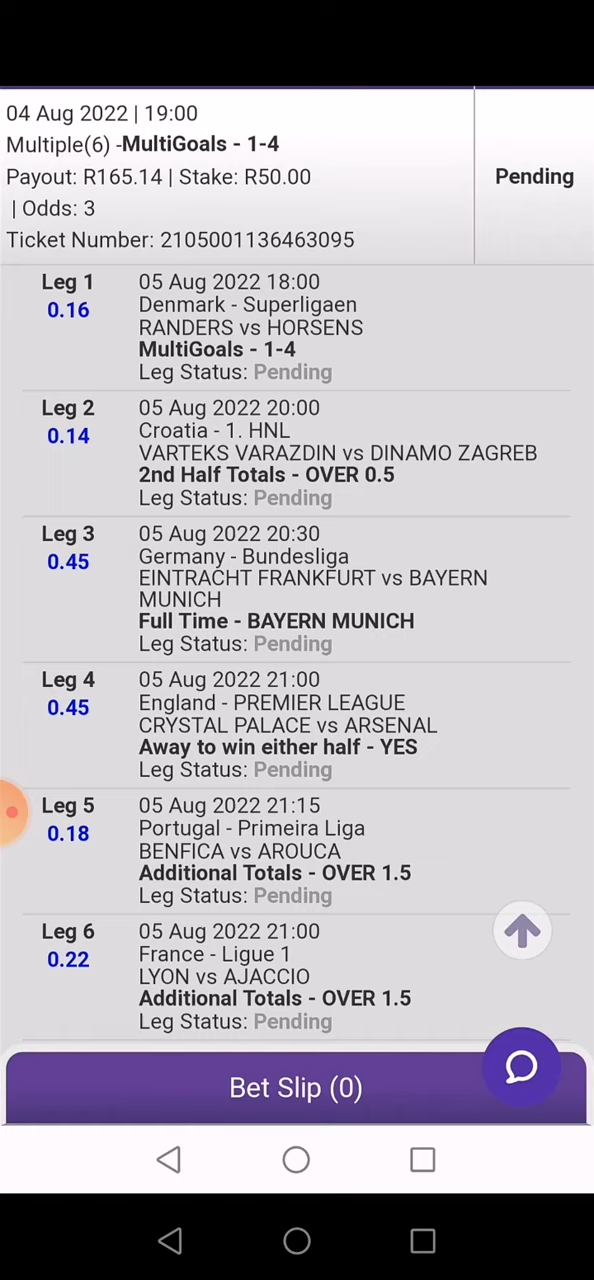 04 Aug 2022 | 19:00
Multiple(6) -MultiGoals - 1-4
Payout: R165.14 | Stake: R50.00
| Odds: 3
Ticket Number: 2105001136463095
Pending
Leg 1
0.16
05 Aug 2022 18:00
Denmark - Superligaen
RANDERS vs HORSENS
MultiGoals - 1-4
Leg Status: Pending
Leg 2
0.14
05 Aug 2022 20:00
Croatia - 1. HNL
VARTEKS VARAZDIN vs DINAMO ZAGREB
2nd Half Totals - OVER 0.5
Leg Status: Pending
Leg 3
0.45
05 Aug 2022 20:30
Germany - Bundesliga
EINTRACHT FRANKFURT vs BAYERN
MUNICH
Full Time - BAYERN MUNICH
Leg Status: Pending
Leg 4
0.45
05 Aug 2022 21:00
England - PREMIER LEAGUE
CRYSTAL PALACE vs ARSENAL
Away to win either half - YES
Leg Status: Pending
Leg 5
0.18
05 Aug 2022 21:15
Portugal - Primeira Liga
BENFICA vs AROUCA
Additional Totals - OVER 1.5
Leg Status: Pending
Leg 6
0.22
05 Aug 2022 21:00
France - Ligue 1
LYON vs AJACCIO
Additional Totals - OVER 1.5
Leg Status: Pending
Bet Slip (0)